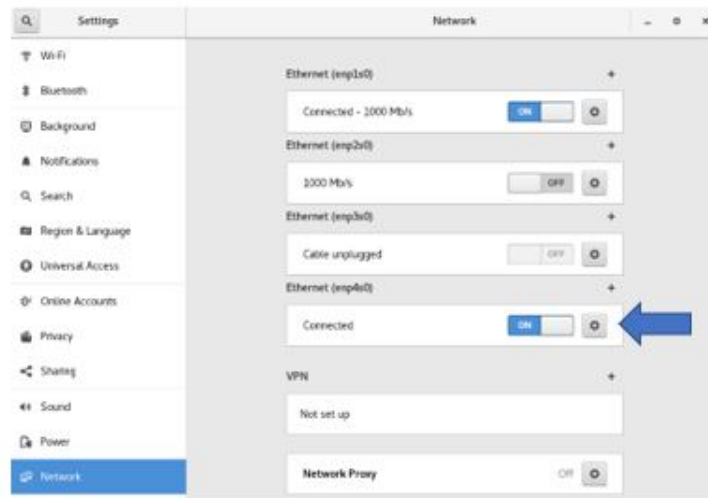 Settings
Network
Wi-Fi
Bluetooth
Background
Notifications
Search
Region & Language
Universal Access
Online Accounts
Privacy
Sharing
Sound
Power
Network
Ethernet (enp1s0) +
Connected - 1000 Mb/s ON
Ethernet (enp2s0) +
1000 Mb/s OFF
Ethernet (enp3s0) +
Cable unplugged OFF
Ethernet (enp4s0) +
Connected ON
VPN +
Not set up
Network Proxy Off